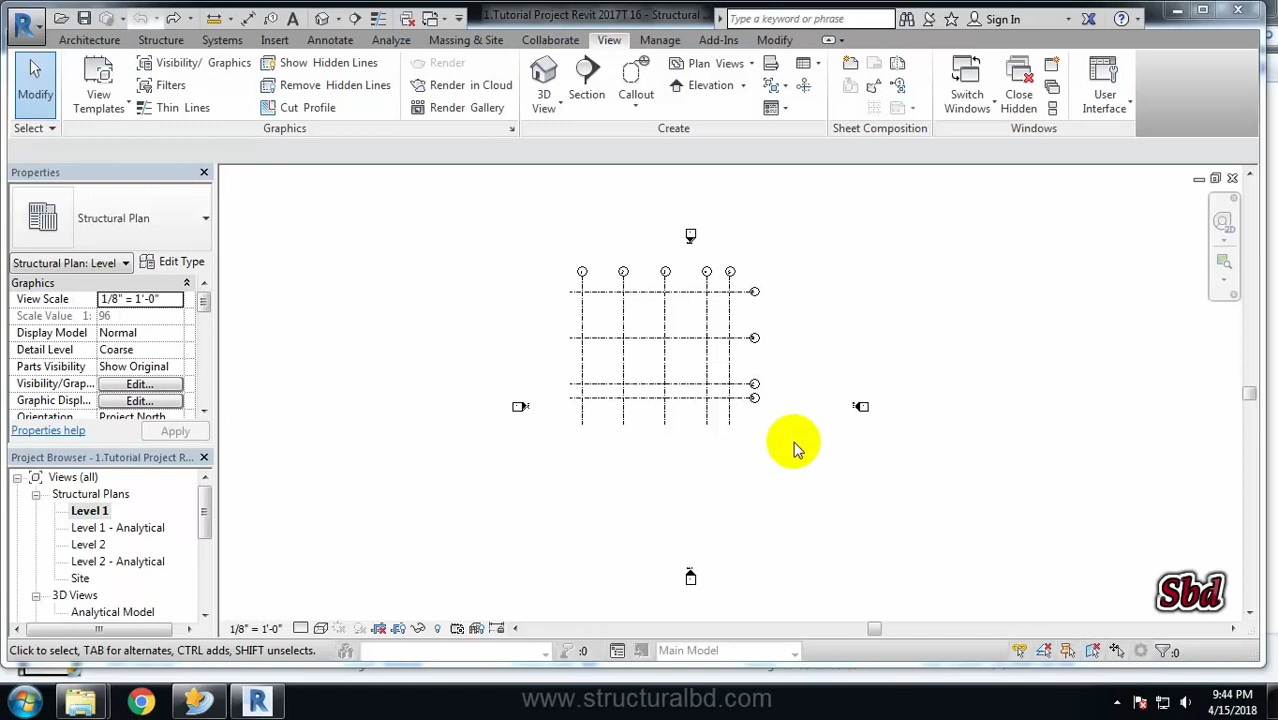 1.Tutorial Project Revit 2017T 16 - Structural ...
Type a keyword or phrase
Sign In
Architecture Structure Systems Insert Annotate Analyze Massing & Site Collaborate View Manage Add-Ins Modify
Modify
View Templates
Visibility/ Graphics
Filters
Thin Lines
Show Hidden Lines
Remove Hidden Lines
Cut Profile
Render
Render in Cloud
Render Gallery
3D View
Section
Callout
Plan Views
Elevation
Switch Windows
Close Hidden
User Interface
Select Graphics Create Sheet Composition Windows
Properties
Structural Plan
Structural Plan: Level
Edit Type
Graphics
View Scale 1/8" = 1'-0"
Scale Value 1: 96
Display Model Normal
Detail Level Coarse
Parts Visibility Show Original
Visibility/Grap... Edit...
Graphic Displ... Edit...
Orientation Project North
Properties help Apply
Project Browser - 1.Tutorial Project R...
Views (all)
Structural Plans
Level 1
Level 1 - Analytical
Level 2
Level 2 - Analytical
Site
3D Views
Analytical Model
2D
Sbd
1/8" = 1'-0"
Click to select, TAB for alternates, CTRL adds, SHIFT unselects.
:0
Main Model
:0
www.structuralbd.com
9:44 PM
4/15/2018